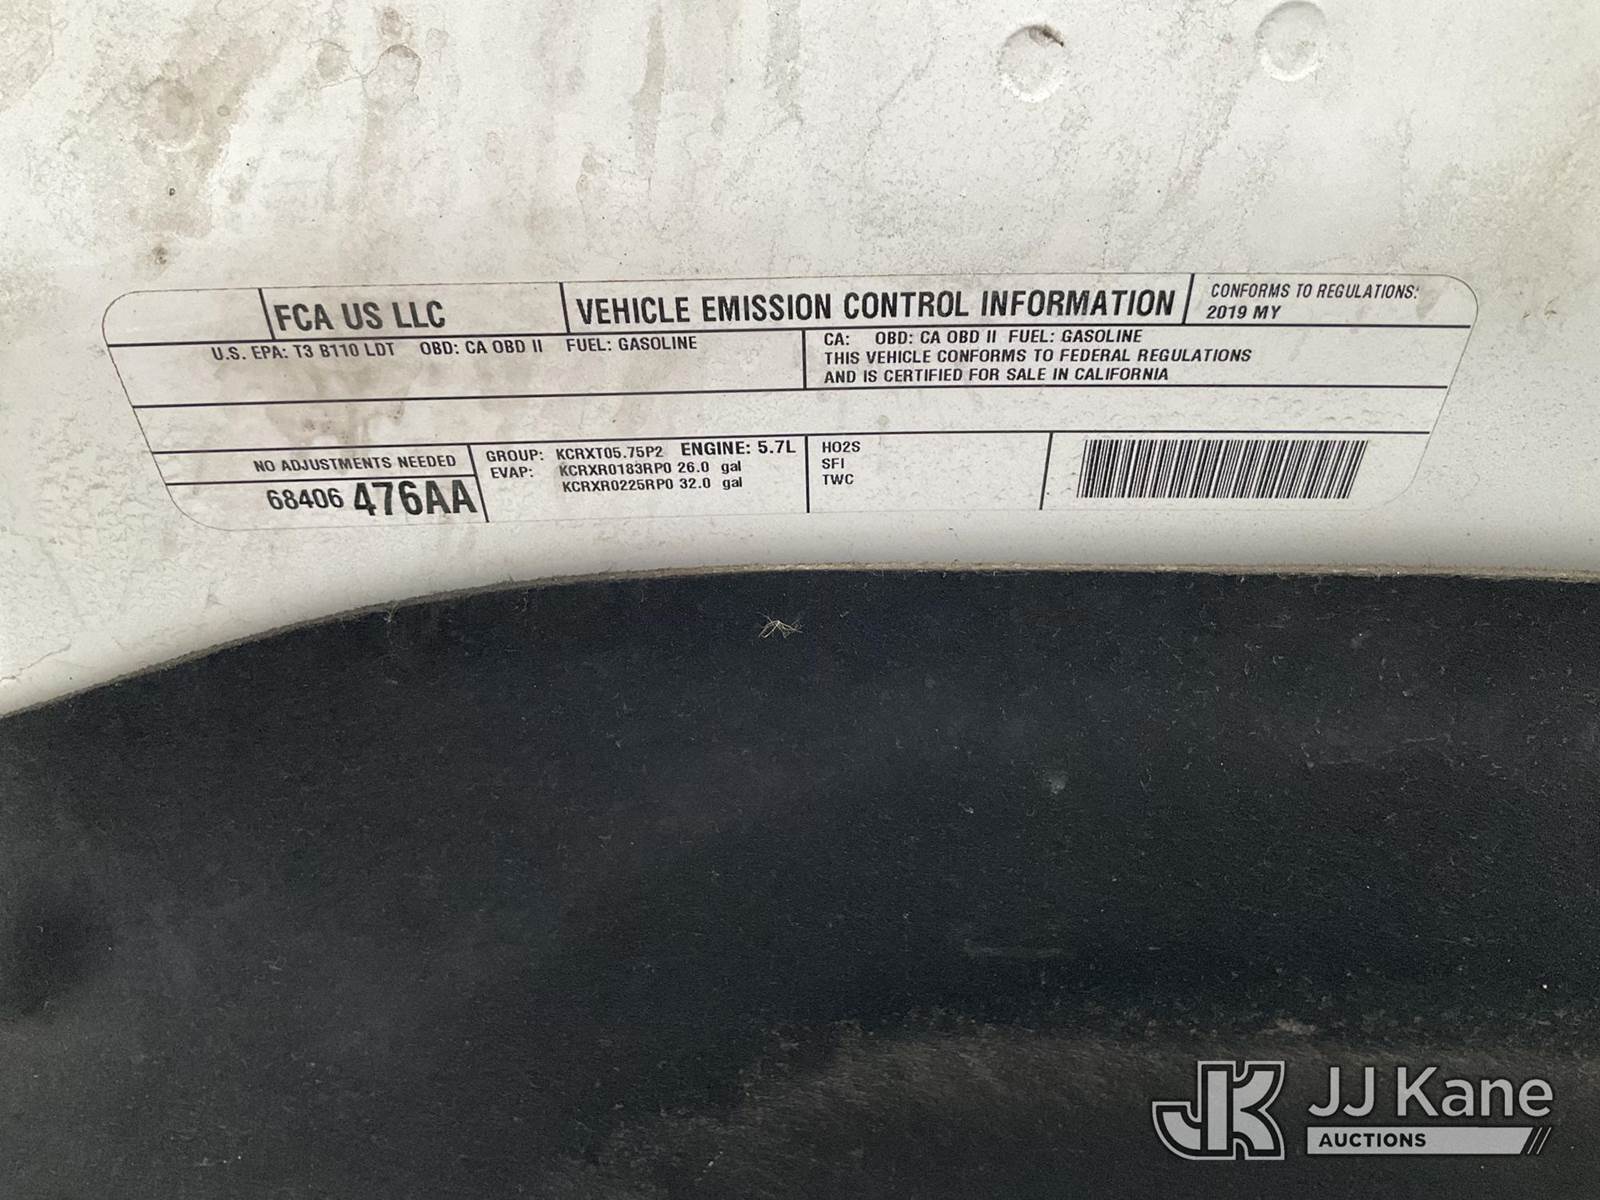 FCA US LLC
VEHICLE EMISSION CONTROL INFORMATION
CONFORMS TO REGULATIONS:
2019 MY
U.S. EPA: T3 B110 LDT OBD: CA OBD II FUEL: GASOLINE
CA: OBD: CA OBD II FUEL: GASOLINE
THIS VEHICLE CONFORMS TO FEDERAL REGULATIONS
AND IS CERTIFIED FOR SALE IN CALIFORNIA
NO ADJUSTMENTS NEEDED
68406 476AA
GROUP: KCRXT05.75P2 ENGINE: 5.7L
EVAP: KCRXR0183RP0 26.0 gal
KCRXR0225RP0 32.0 gal
HO2S
SFI
TWC
JK JJ Kane
AUCTIONS